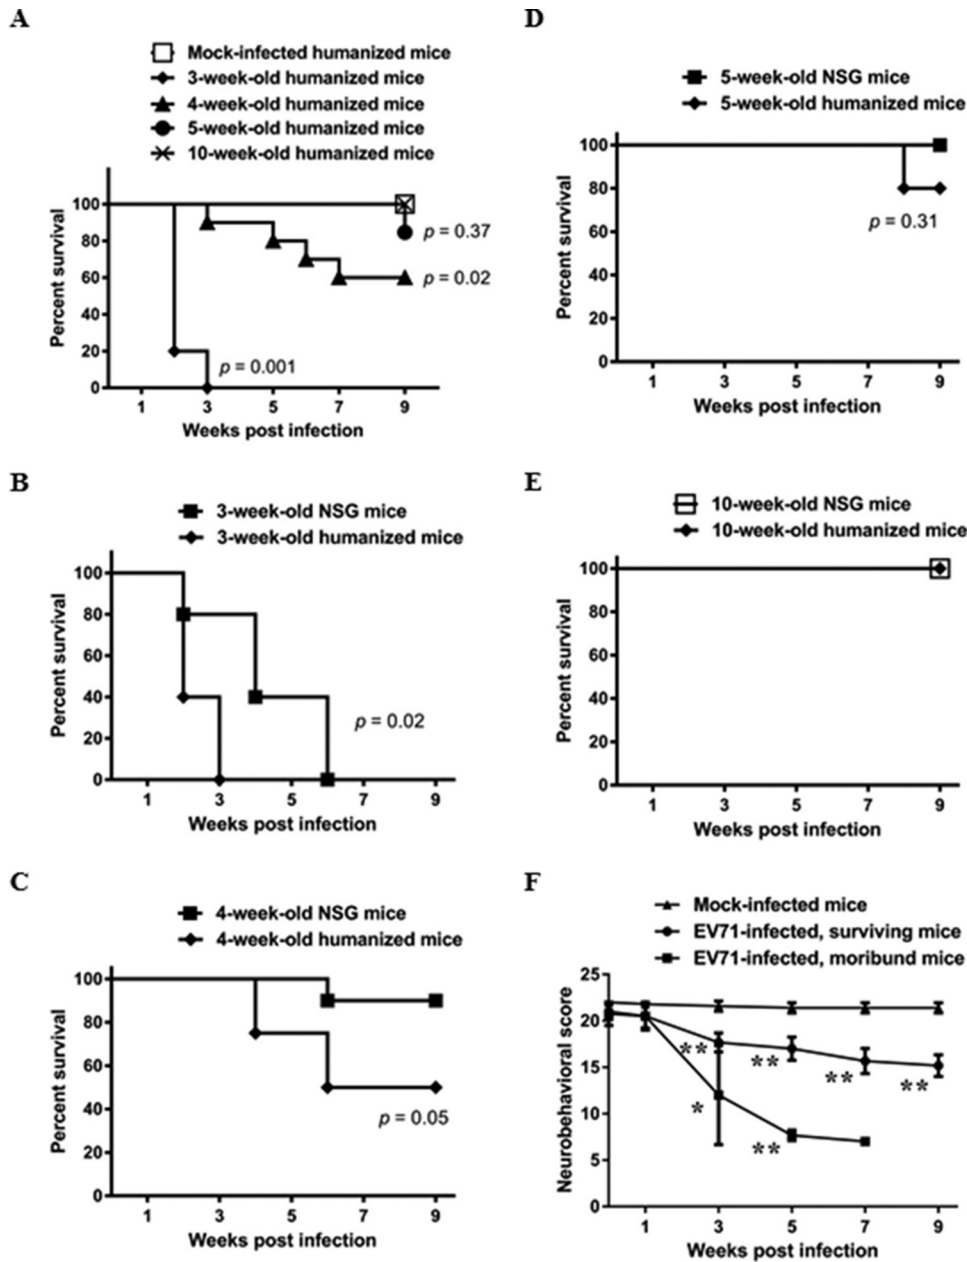 A
Mock-infected humanized mice
3-week-old humanized mice
4-week-old humanized mice
5-week-old humanized mice
10-week-old humanized mice
Percent survival
100
80
60
40
20
0
p = 0.37
p = 0.02
p = 0.001
1 3 5 7 9
Weeks post infection
B
3-week-old NSG mice
3-week-old humanized mice
Percent survival
100
80
60
40
20
0
p = 0.02
1 3 5 7 9
Weeks post infection
C
4-week-old NSG mice
4-week-old humanized mice
Percent survival
100
80
60
40
20
0
p = 0.05
1 3 5 7 9
Weeks post infection
D
5-week-old NSG mice
5-week-old humanized mice
Percent survival
100
80
60
40
20
0
p = 0.31
1 3 5 7 9
Weeks post infection
E
10-week-old NSG mice
10-week-old humanized mice
Percent survival
100
80
60
40
20
0
1 3 5 7 9
Weeks post infection
F
Mock-infected mice
EV71-infected, surviving mice
EV71-infected, moribund mice
Neurobehavioral score
25
20
15
10
5
0
**
**
**
**
*
**
1 3 5 7 9
Weeks post infection